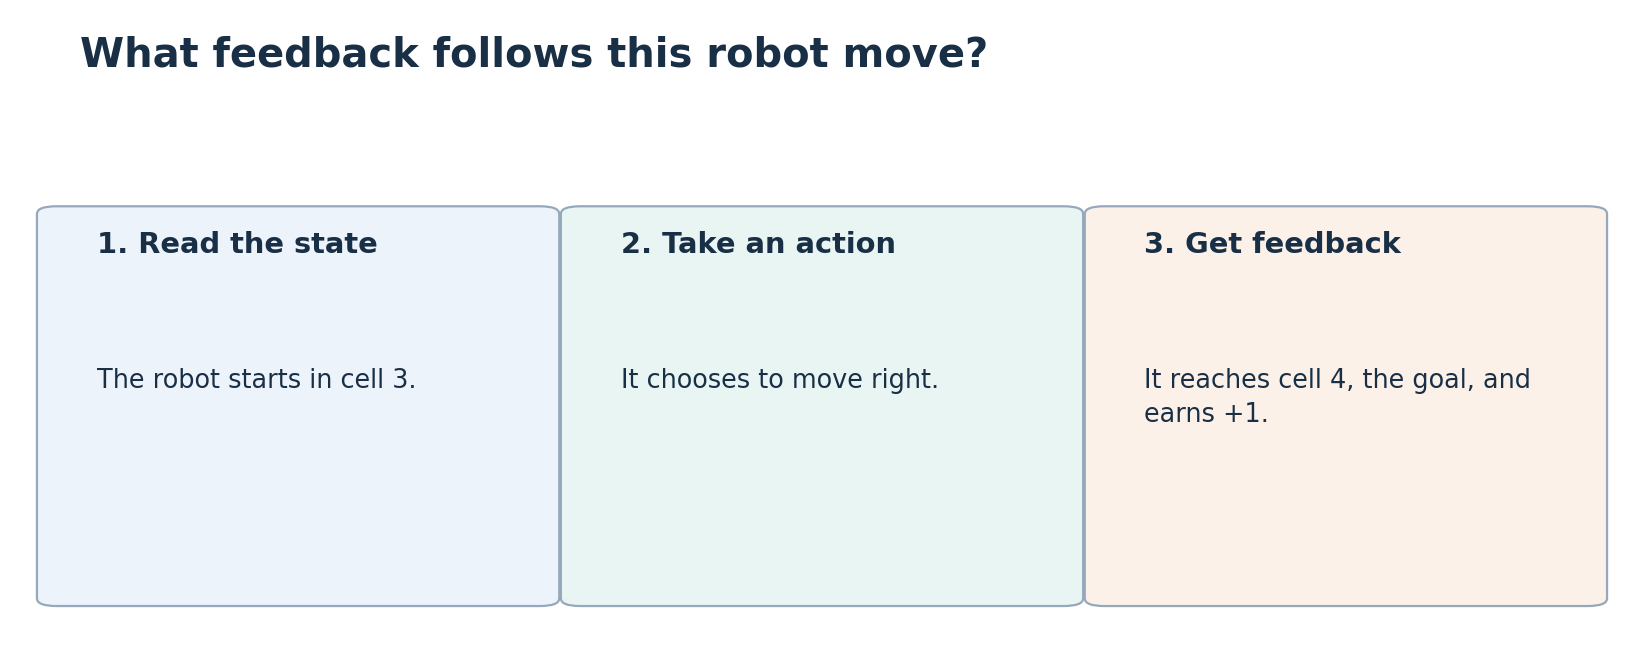 What feedback follows this robot move?
1. Read the state
The robot starts in cell 3.
2. Take an action
It chooses to move right.
3. Get feedback
It reaches cell 4, the goal, and
earns +1.